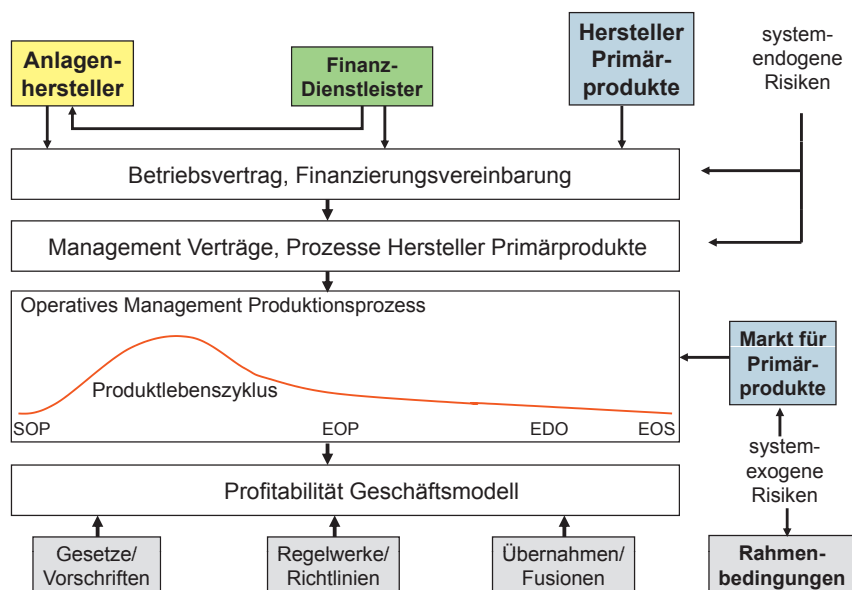 Anlagen-
hersteller
Finanz-
Dienstleister
Hersteller
Primär-
produkte
system-
endogene
Risiken
Betriebsvertrag, Finanzierungsvereinbarung
Management Verträge, Prozesse Hersteller Primärprodukte
Operatives Management Produktionsprozess
Produktlebenszyklus
SOP
EOP
EDO
EOS
Markt für
Primär-
produkte
system-
exogene
Risiken
Profitabilität Geschäftsmodell
Gesetze/
Vorschriften
Regelwerke/
Richtlinien
Übernahmen/
Fusionen
Rahmen-
bedingungen